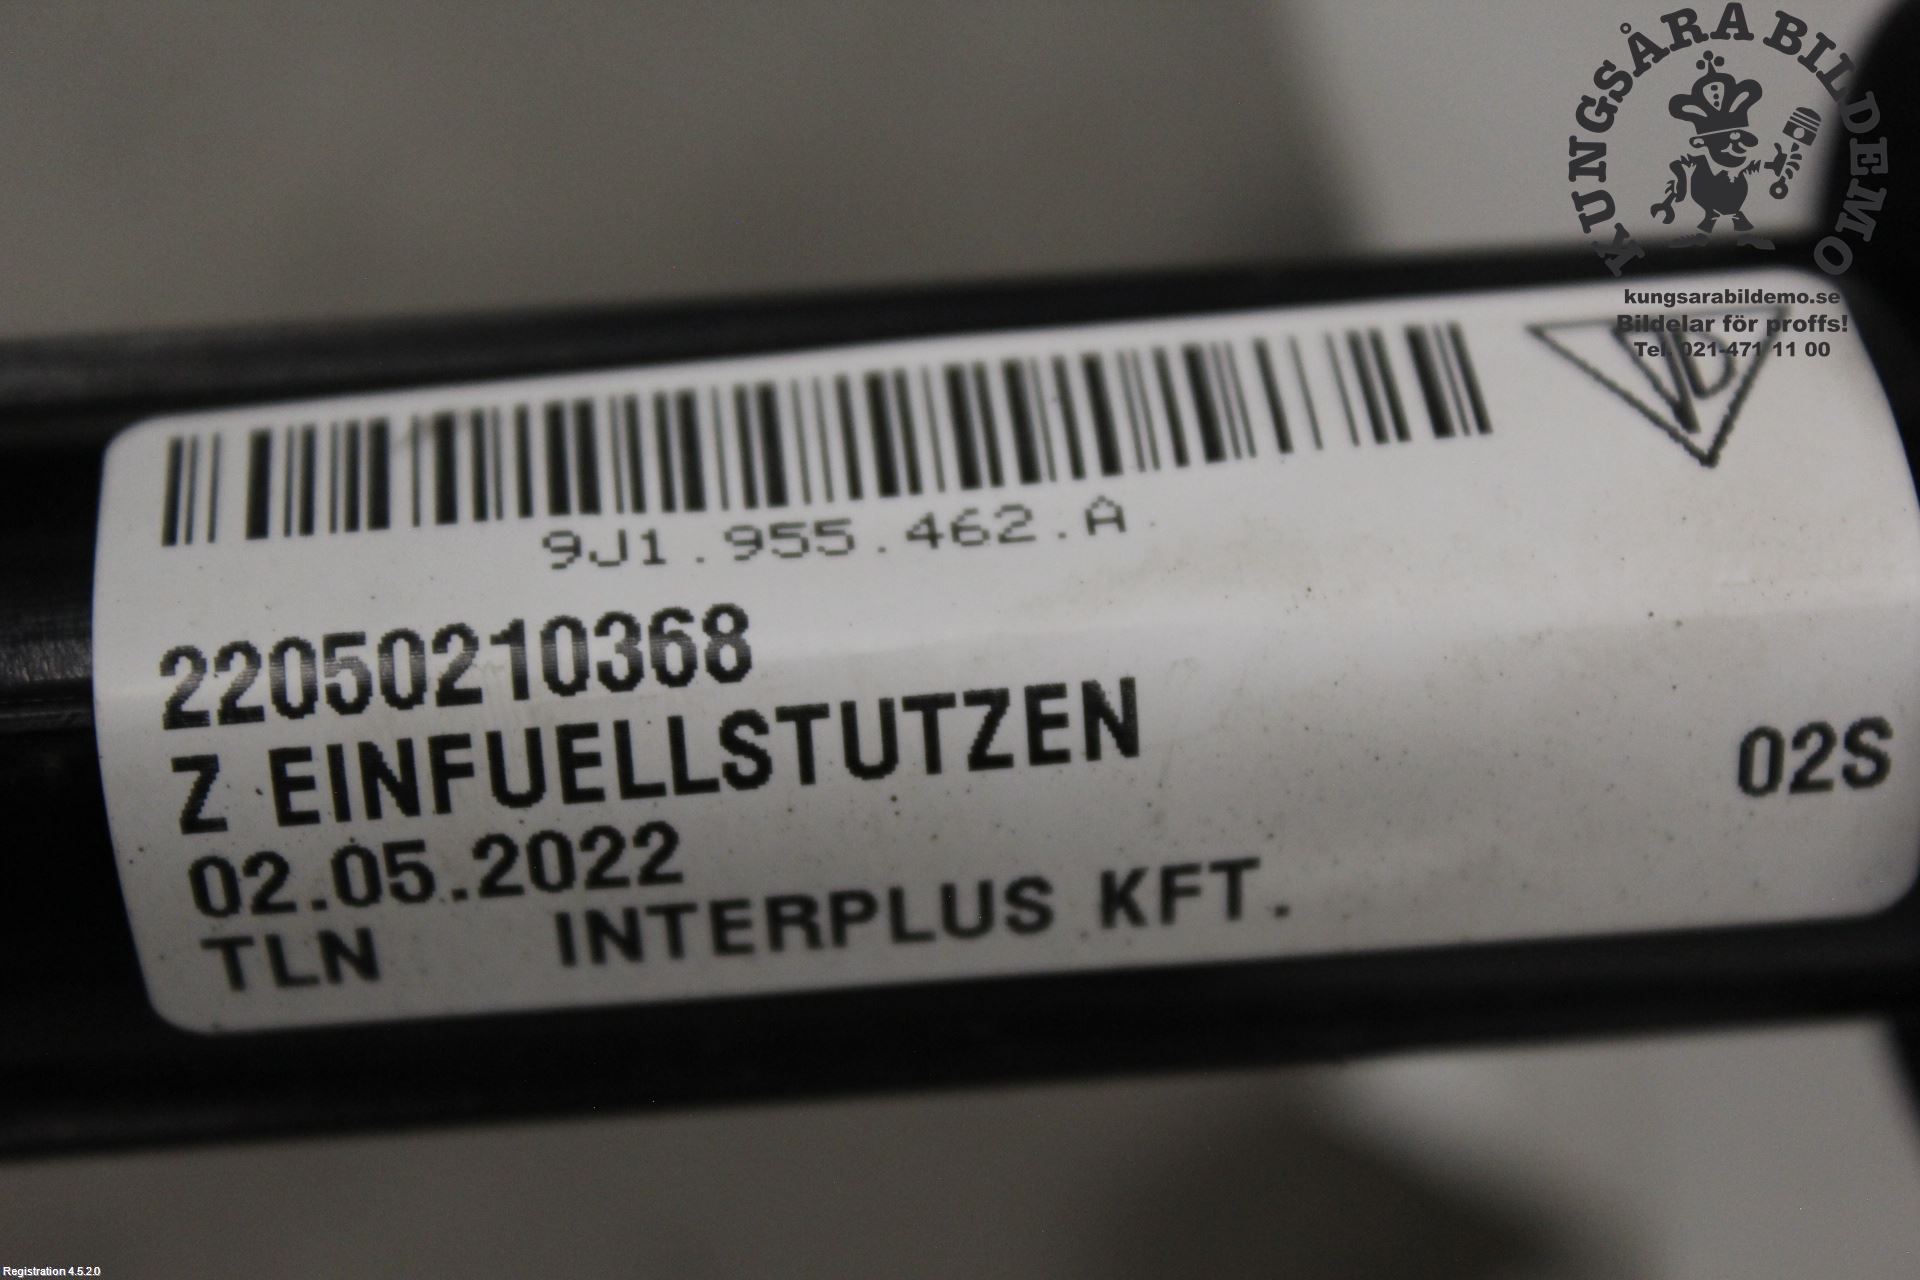 KUNGSÅRA BILDEMO
kungsarabildemo.se
Bildelar för proffs!
Tel. 021-471 11 00
9J1.955.462.A
22050210368
Z EINFUELLSTUTZEN
02S
02.05.2022
TLN INTERPLUS KFT.
Registration 4.5.2.0